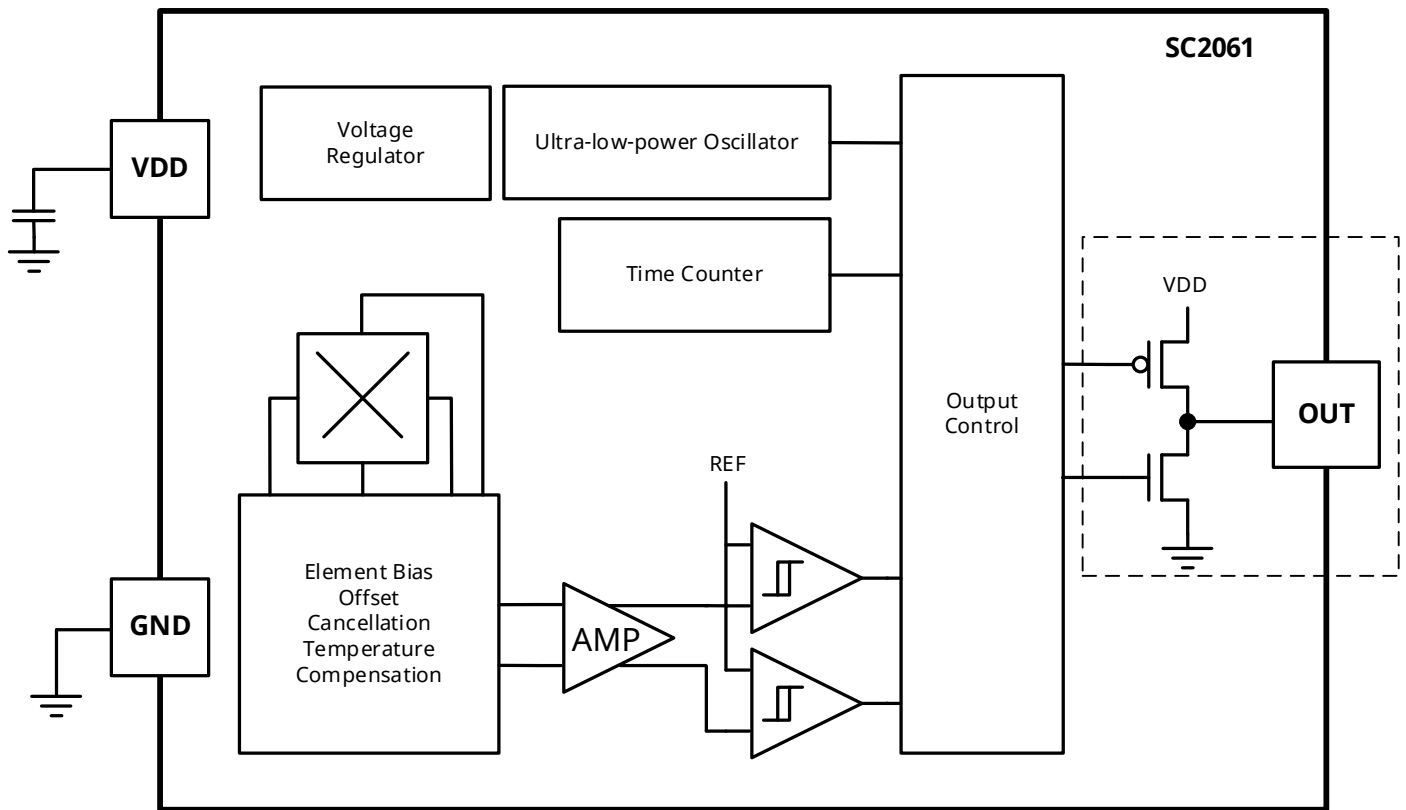 SC2061
Voltage
Regulator
Ultra-low-power Oscillator
VDD
Time Counter
VDD
Output
Control
OUT
REF
Element Bias
Offset
Cancellation
Temperature
Compensation
AMP
GND